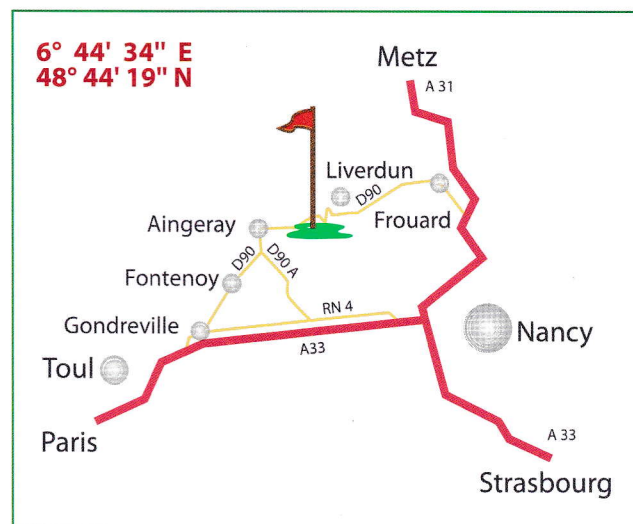 6° 44' 34" E
48° 44' 19" N
Metz
A 31
Liverdun
D90
Frouard
Aingeray
D90
D90 A
Fontenoy
RN 4
Gondreville
A33
Nancy
Toul
Paris
A 33
Strasbourg